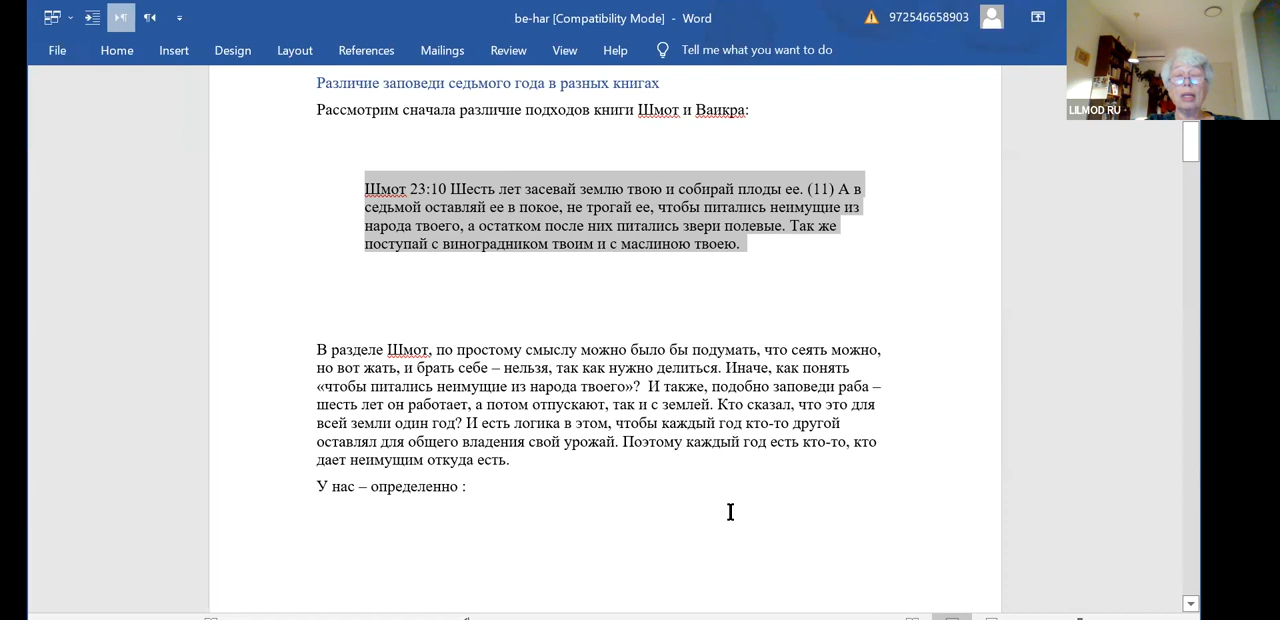 be-har [Compatibility Mode] - Word
972546658903
File Home Insert Design Layout References Mailings Review View Help Tell me what you want to do
LILMOD RU
Различие заповеди седьмого года в разных книгах
Рассмотрим сначала различие подходов книги Шмот и Ваикра:
Шмот 23:10 Шесть лет засевай землю твою и собирай плоды ее. (11) А в
седьмой оставляй ее в покое, не трогай ее, чтобы питались неимущие из
народа твоего, а остатком после них питались звери полевые. Так же
поступай с виноградником твоим и с маслиною твоею.
В разделе Шмот, по простому смыслу можно было бы подумать, что сеять можно,
но вот жать, и брать себе – нельзя, так как нужно делиться. Иначе, как понять
«чтобы питались неимущие из народа твоего»? И также, подобно заповеди раба –
шесть лет он работает, а потом отпускают, так и с землей. Кто сказал, что это для
всей земли один год? И есть логика в этом, чтобы каждый год кто-то другой
оставлял для общего владения свой урожай. Поэтому каждый год есть кто-то, кто
дает неимущим откуда есть.
У нас – определенно :